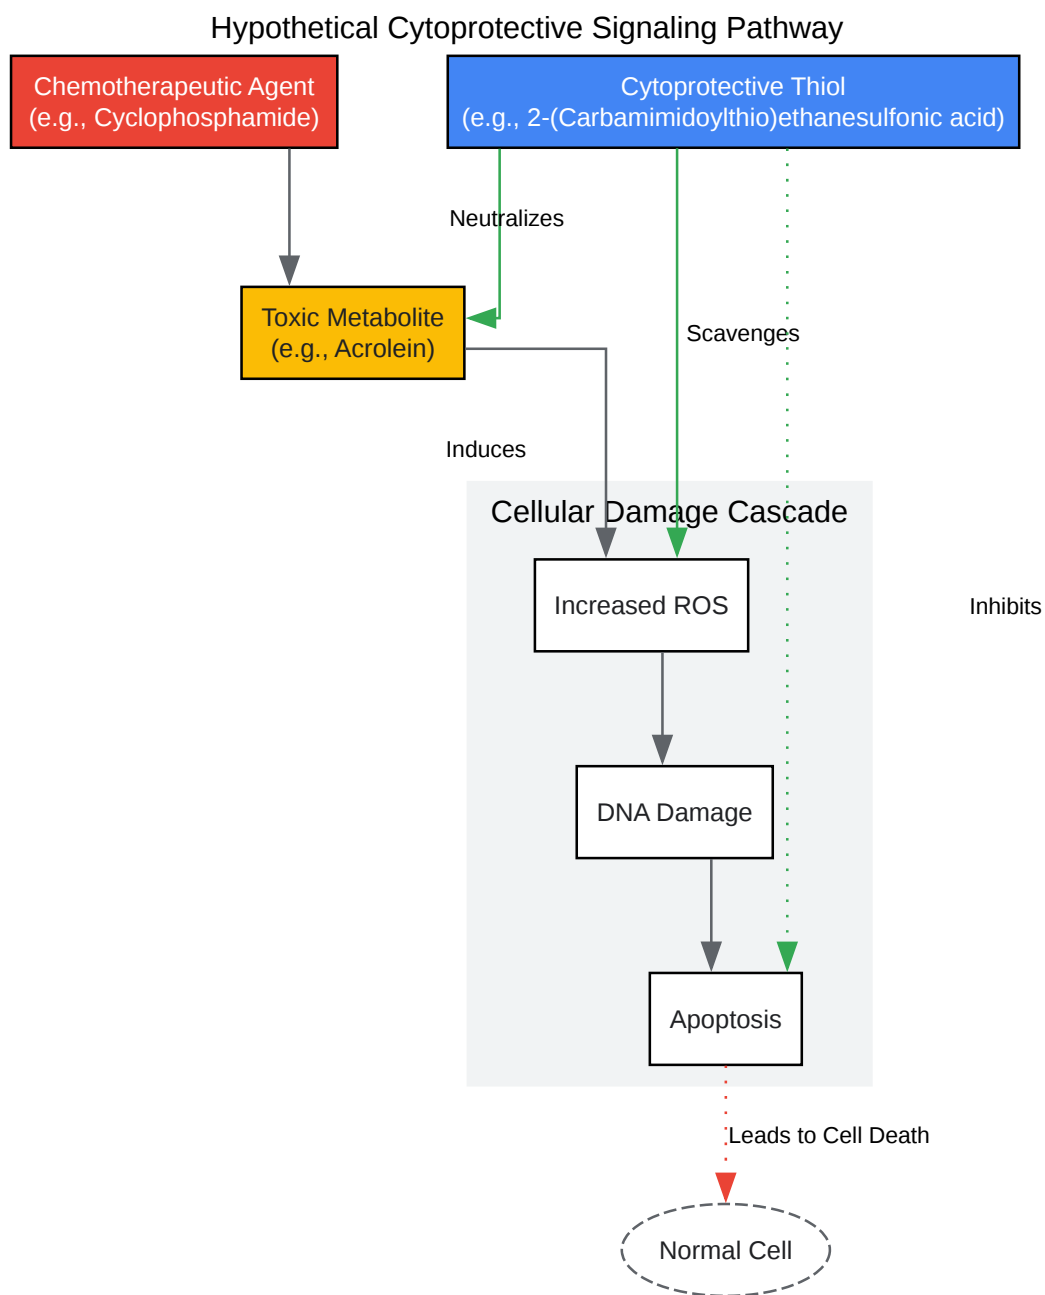 Hypothetical Cytoprotective Signaling Pathway
Chemotherapeutic Agent
(e.g., Cyclophosphamide)
Cytoprotective Thiol
(e.g., 2-(Carbamimidoylthio)ethanesulfonic acid)
Neutralizes
Toxic Metabolite
(e.g., Acrolein)
Scavenges
Induces
Cellular Damage Cascade
Increased ROS
Inhibits
DNA Damage
Apoptosis
Leads to Cell Death
Normal Cell